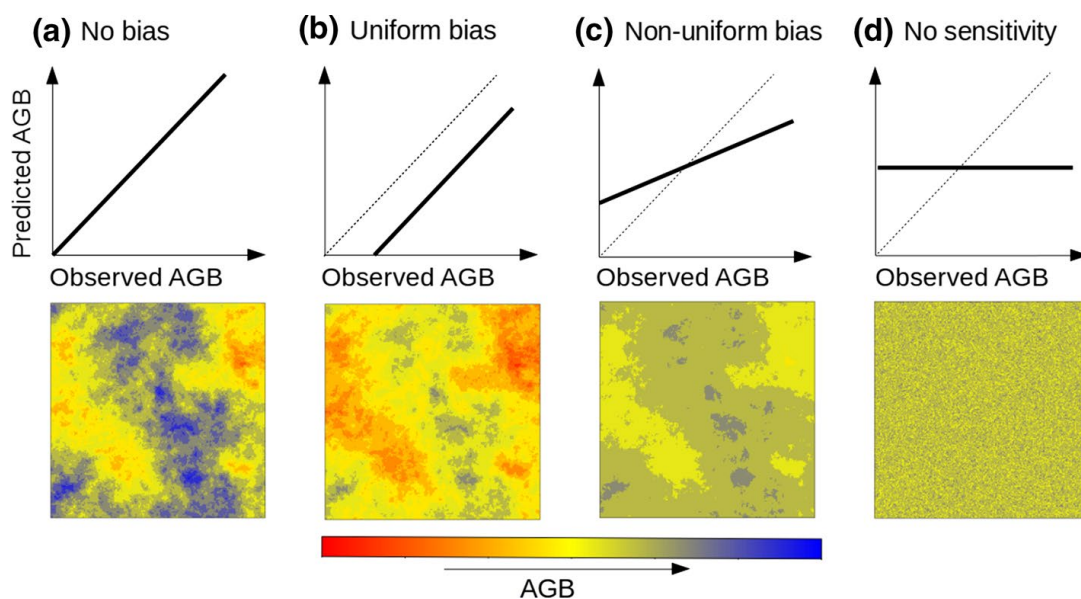 (a) No bias
(b) Uniform bias
(c) Non-uniform bias
(d) No sensitivity
Predicted AGB
Observed AGB
Observed AGB
Observed AGB
Observed AGB
AGB